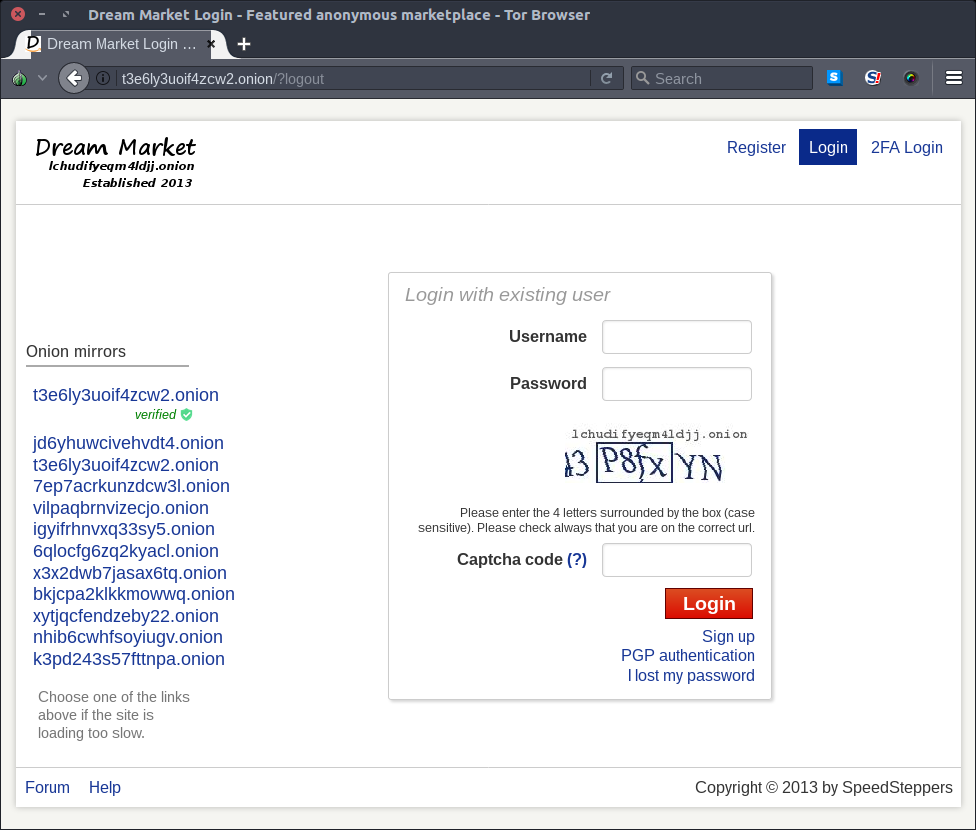 Dream Market Login - Featured anonymous marketplace - Tor Browser
Dream Market Login …
t3e6ly3uoif4zcw2.onion/?logout
Search
Dream Market
lchudifyeqm4ldjj.onion
Established 2013
Register Login 2FA Login
Login with existing user
Username
Password
lchudifyeqm4ldjj.onion
P8fx YN
Please enter the 4 letters surrounded by the box (case
sensitive). Please check always that you are on the correct url.
Captcha code (?)
Login
Sign up
PGP authentication
I lost my password
Onion mirrors
t3e6ly3uoif4zcw2.onion
verified
jd6yhuwcivehvdt4.onion
t3e6ly3uoif4zcw2.onion
7ep7acrkunzdcw3l.onion
vilpaqbrnvizecjo.onion
igyifrhnvxq33sy5.onion
6qlocfg6zq2kyacl.onion
x3x2dwb7jasax6tq.onion
bkjcpa2klkkmowwq.onion
xytjqcfendzeby22.onion
nhib6cwhfsoyiugv.onion
k3pd243s57fttnpa.onion
Choose one of the links
above if the site is
loading too slow.
Forum Help
Copyright © 2013 by SpeedSteppers